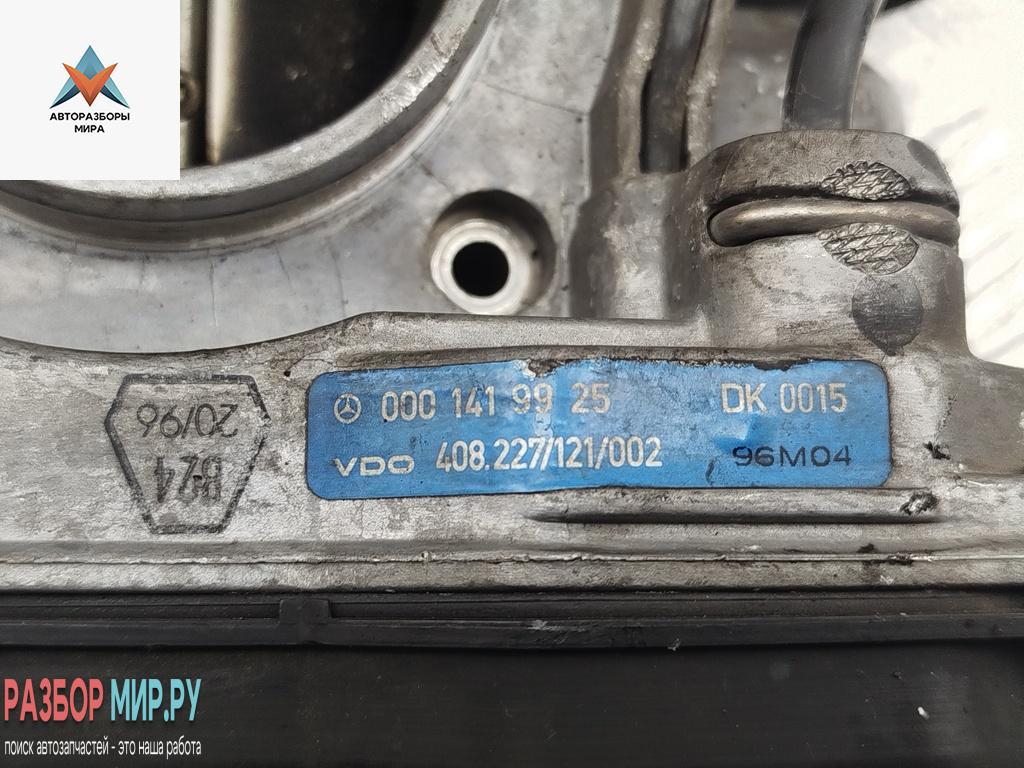 АВТОРАЗБОРЫ
МИРА
000 141 99 25 DK 0015
VDO 408.227/121/002 96M04
20/96
B24
РАЗБОР МИР.РУ
поиск автозапчастей - это наша работа